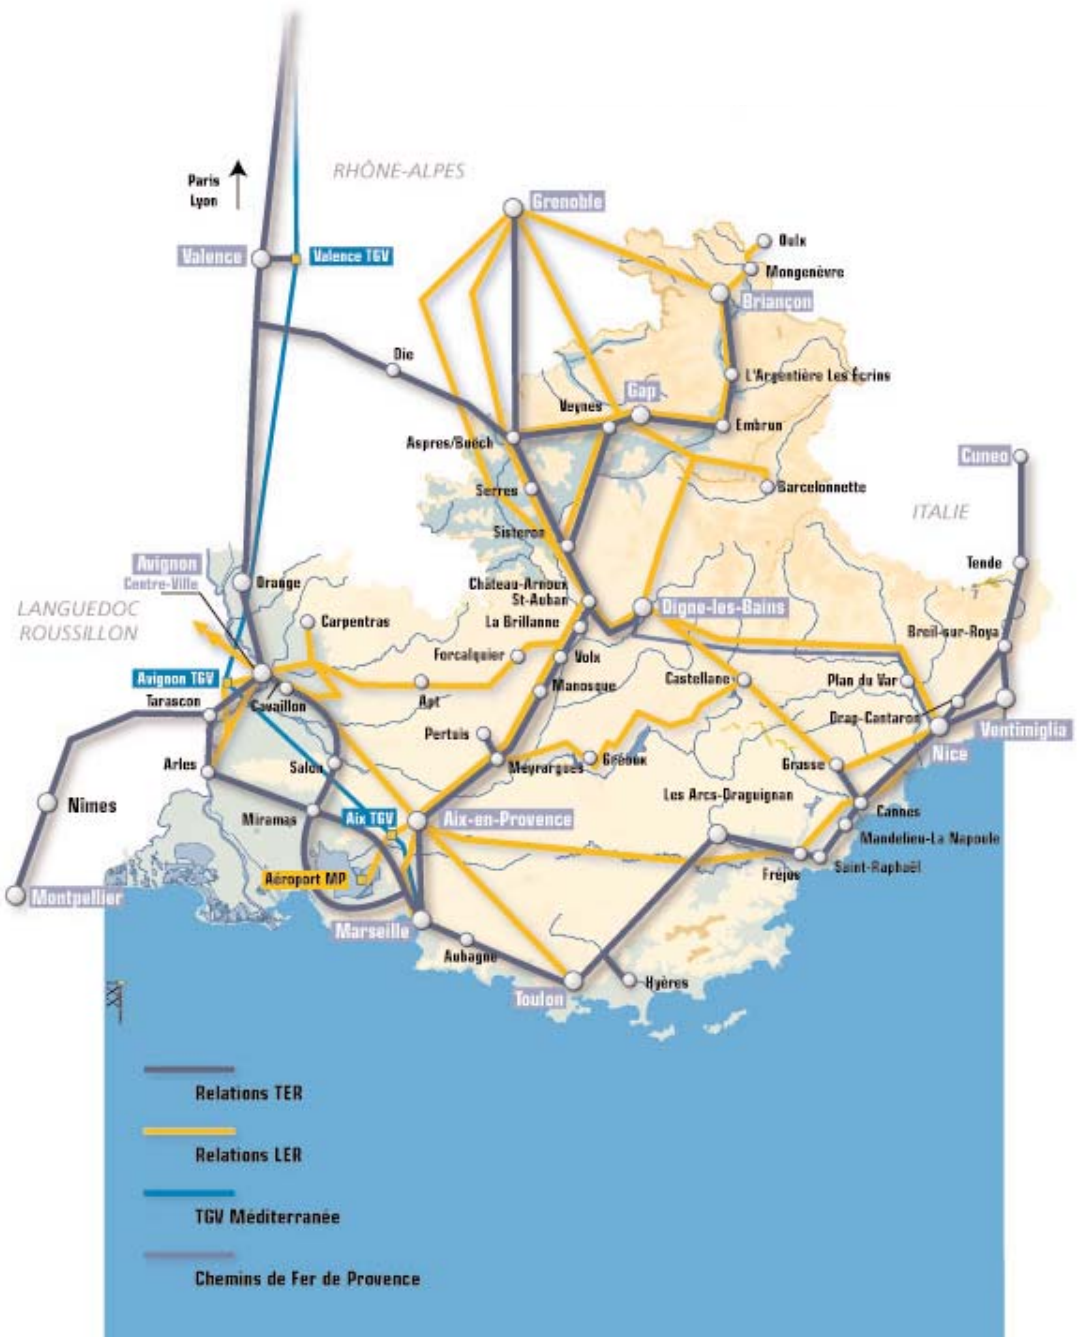 RHÔNE-ALPES
Paris
Lyon
Grenoble
Oulx
Valence
Valence TGV
Mongenèvre
Briançon
Die
L'Argentière Les Écrins
Gap
Veynes
Embrun
Aspres/Buëch
Cuneo
Serres
Barcelonnette
ITALIE
Sisteron
Avignon
Centre-Ville
Orange
Tende
Château-Arnoux
St-Auban
LANGUEDOC
ROUSSILLON
Digne-les-Bains
Carpentras
La Brillanne
Breil-sur-Roya
Forcalquier
Volx
Avignon TGV
Castellane
Plan du Var
Manosque
Tarascon
Cavaillon
Apt
Drap-Cantaron
Ventimiglia
Pertuis
Nice
Arles
Salon
Meyrargues
Gréoux
Grasse
Nîmes
Les Arcs-Draguignan
Miramas
Aix TGV
Aix-en-Provence
Cannes
Mandelieu-La Napoule
Aéroport MP
Fréjus
Saint-Raphaël
Montpellier
Marseille
Aubagne
Toulon
Hyères
Relations TER
Relations LER
TGV Méditerranée
Chemins de Fer de Provence